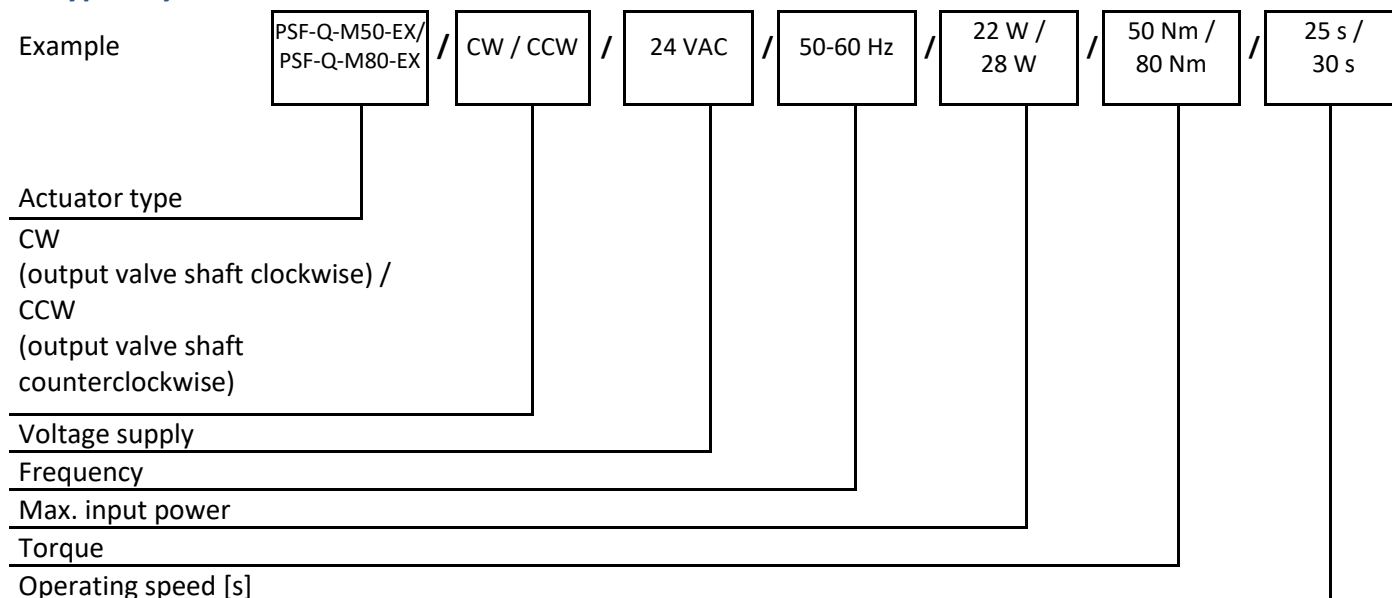 Example PSF-Q-M50-EX/ PSF-Q-M80-EX / CW / CCW / 24 VAC / 50-60 Hz / 22 W / 28 W / 50 Nm / 80 Nm / 25 s / 30 s
Actuator type
CW
(output valve shaft clockwise) /
CCW
(output valve shaft
counterclockwise)
Voltage supply
Frequency
Max. input power
Torque
Operating speed [s]